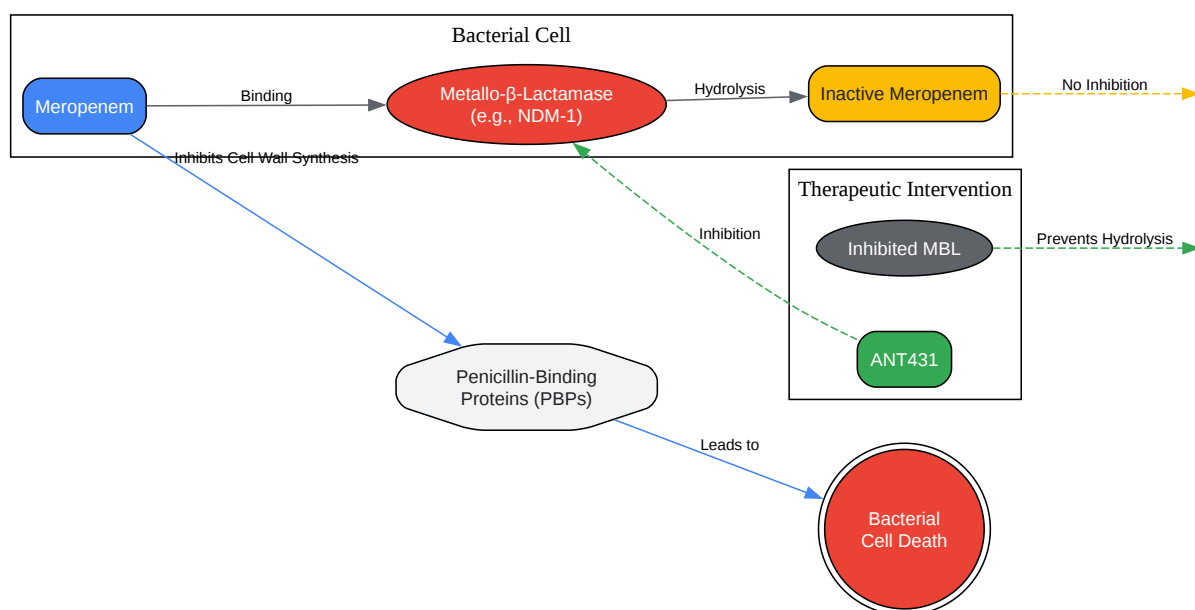 Bacterial Cell
Meropenem
Binding
Metallo-β-Lactamase
(e.g., NDM-1)
Hydrolysis
Inactive Meropenem
No Inhibition
Inhibits Cell Wall Synthesis
Therapeutic Intervention
Inhibition
Inhibited MBL
Prevents Hydrolysis
ANT431
Penicillin-Binding
Proteins (PBPs)
Leads to
Bacterial
Cell Death